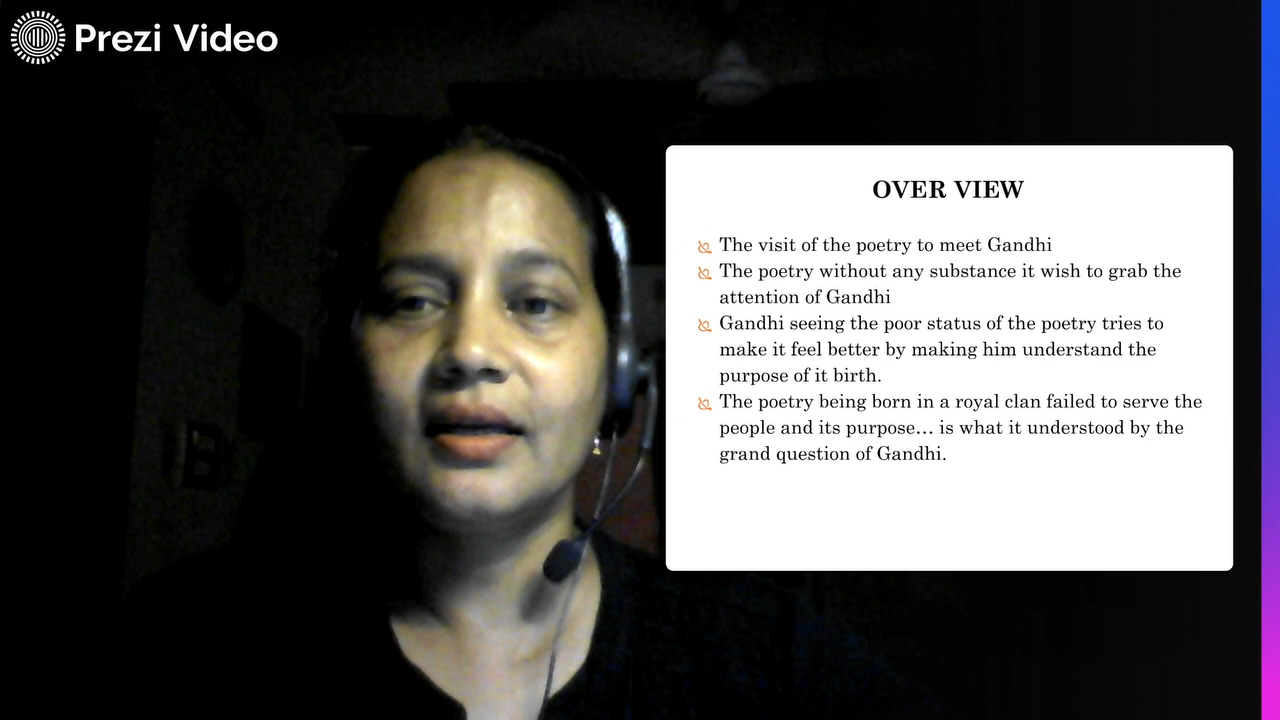 Prezi Video
OVER VIEW
The visit of the poetry to meet Gandhi
The poetry without any substance it wish to grab the
attention of Gandhi
Gandhi seeing the poor status of the poetry tries to
make it feel better by making him understand the
purpose of it birth.
The poetry being born in a royal clan failed to serve the
people and its purpose... is what it understood by the
grand question of Gandhi.